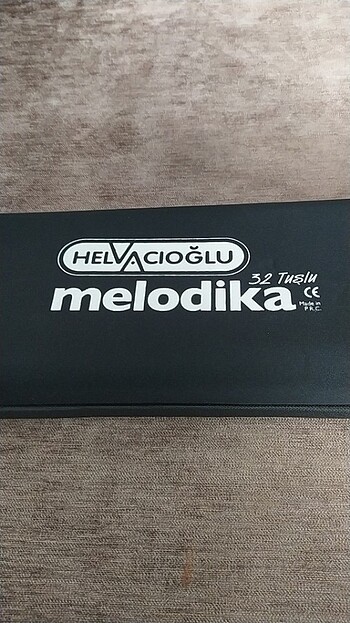 HELVACIOĞLU
32 Tuşlu
melodika CE
Made in
P.R.C.